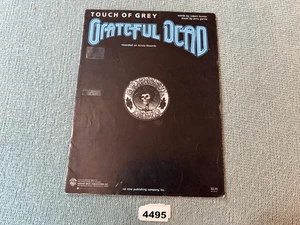 TOUCH OF GREY
words by robert hunter
music by jerry garcia
GRATEFUL DEAD
recorded on Arista Records
ice nine publishing company, inc.
4495